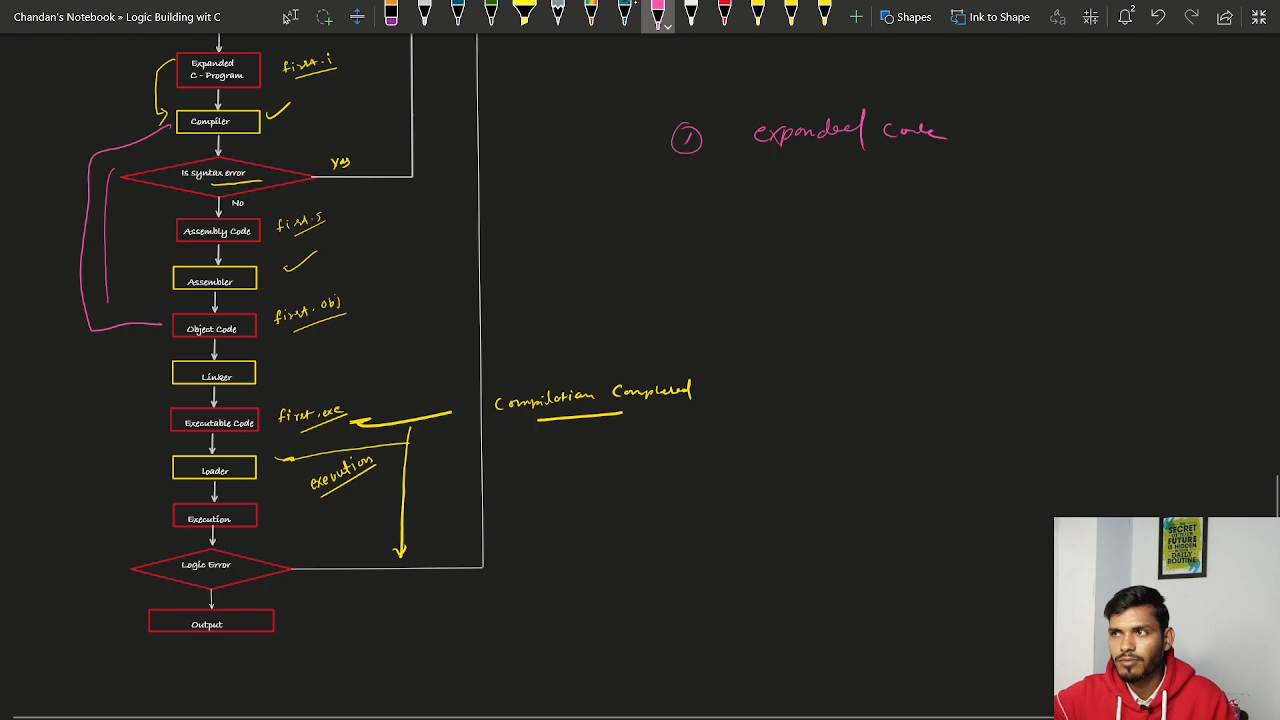 Chandan's Notebook » Logic Building wit C
Shapes
Ink to Shape
Expanded
C - Program
first.i
Compiler
① expanded code
Is syntax error
Yes
No
Assembly Code
first.s
Assembler
Object Code
first.obj
Linker
Compilation Completed
Executable Code
first.exe
Loader
execution
Execution
Logic Error
Output
THE
SECRET
OF YOUR
FUTURE
IS HIDDEN
IN YOUR
DAILY
ROUTINE